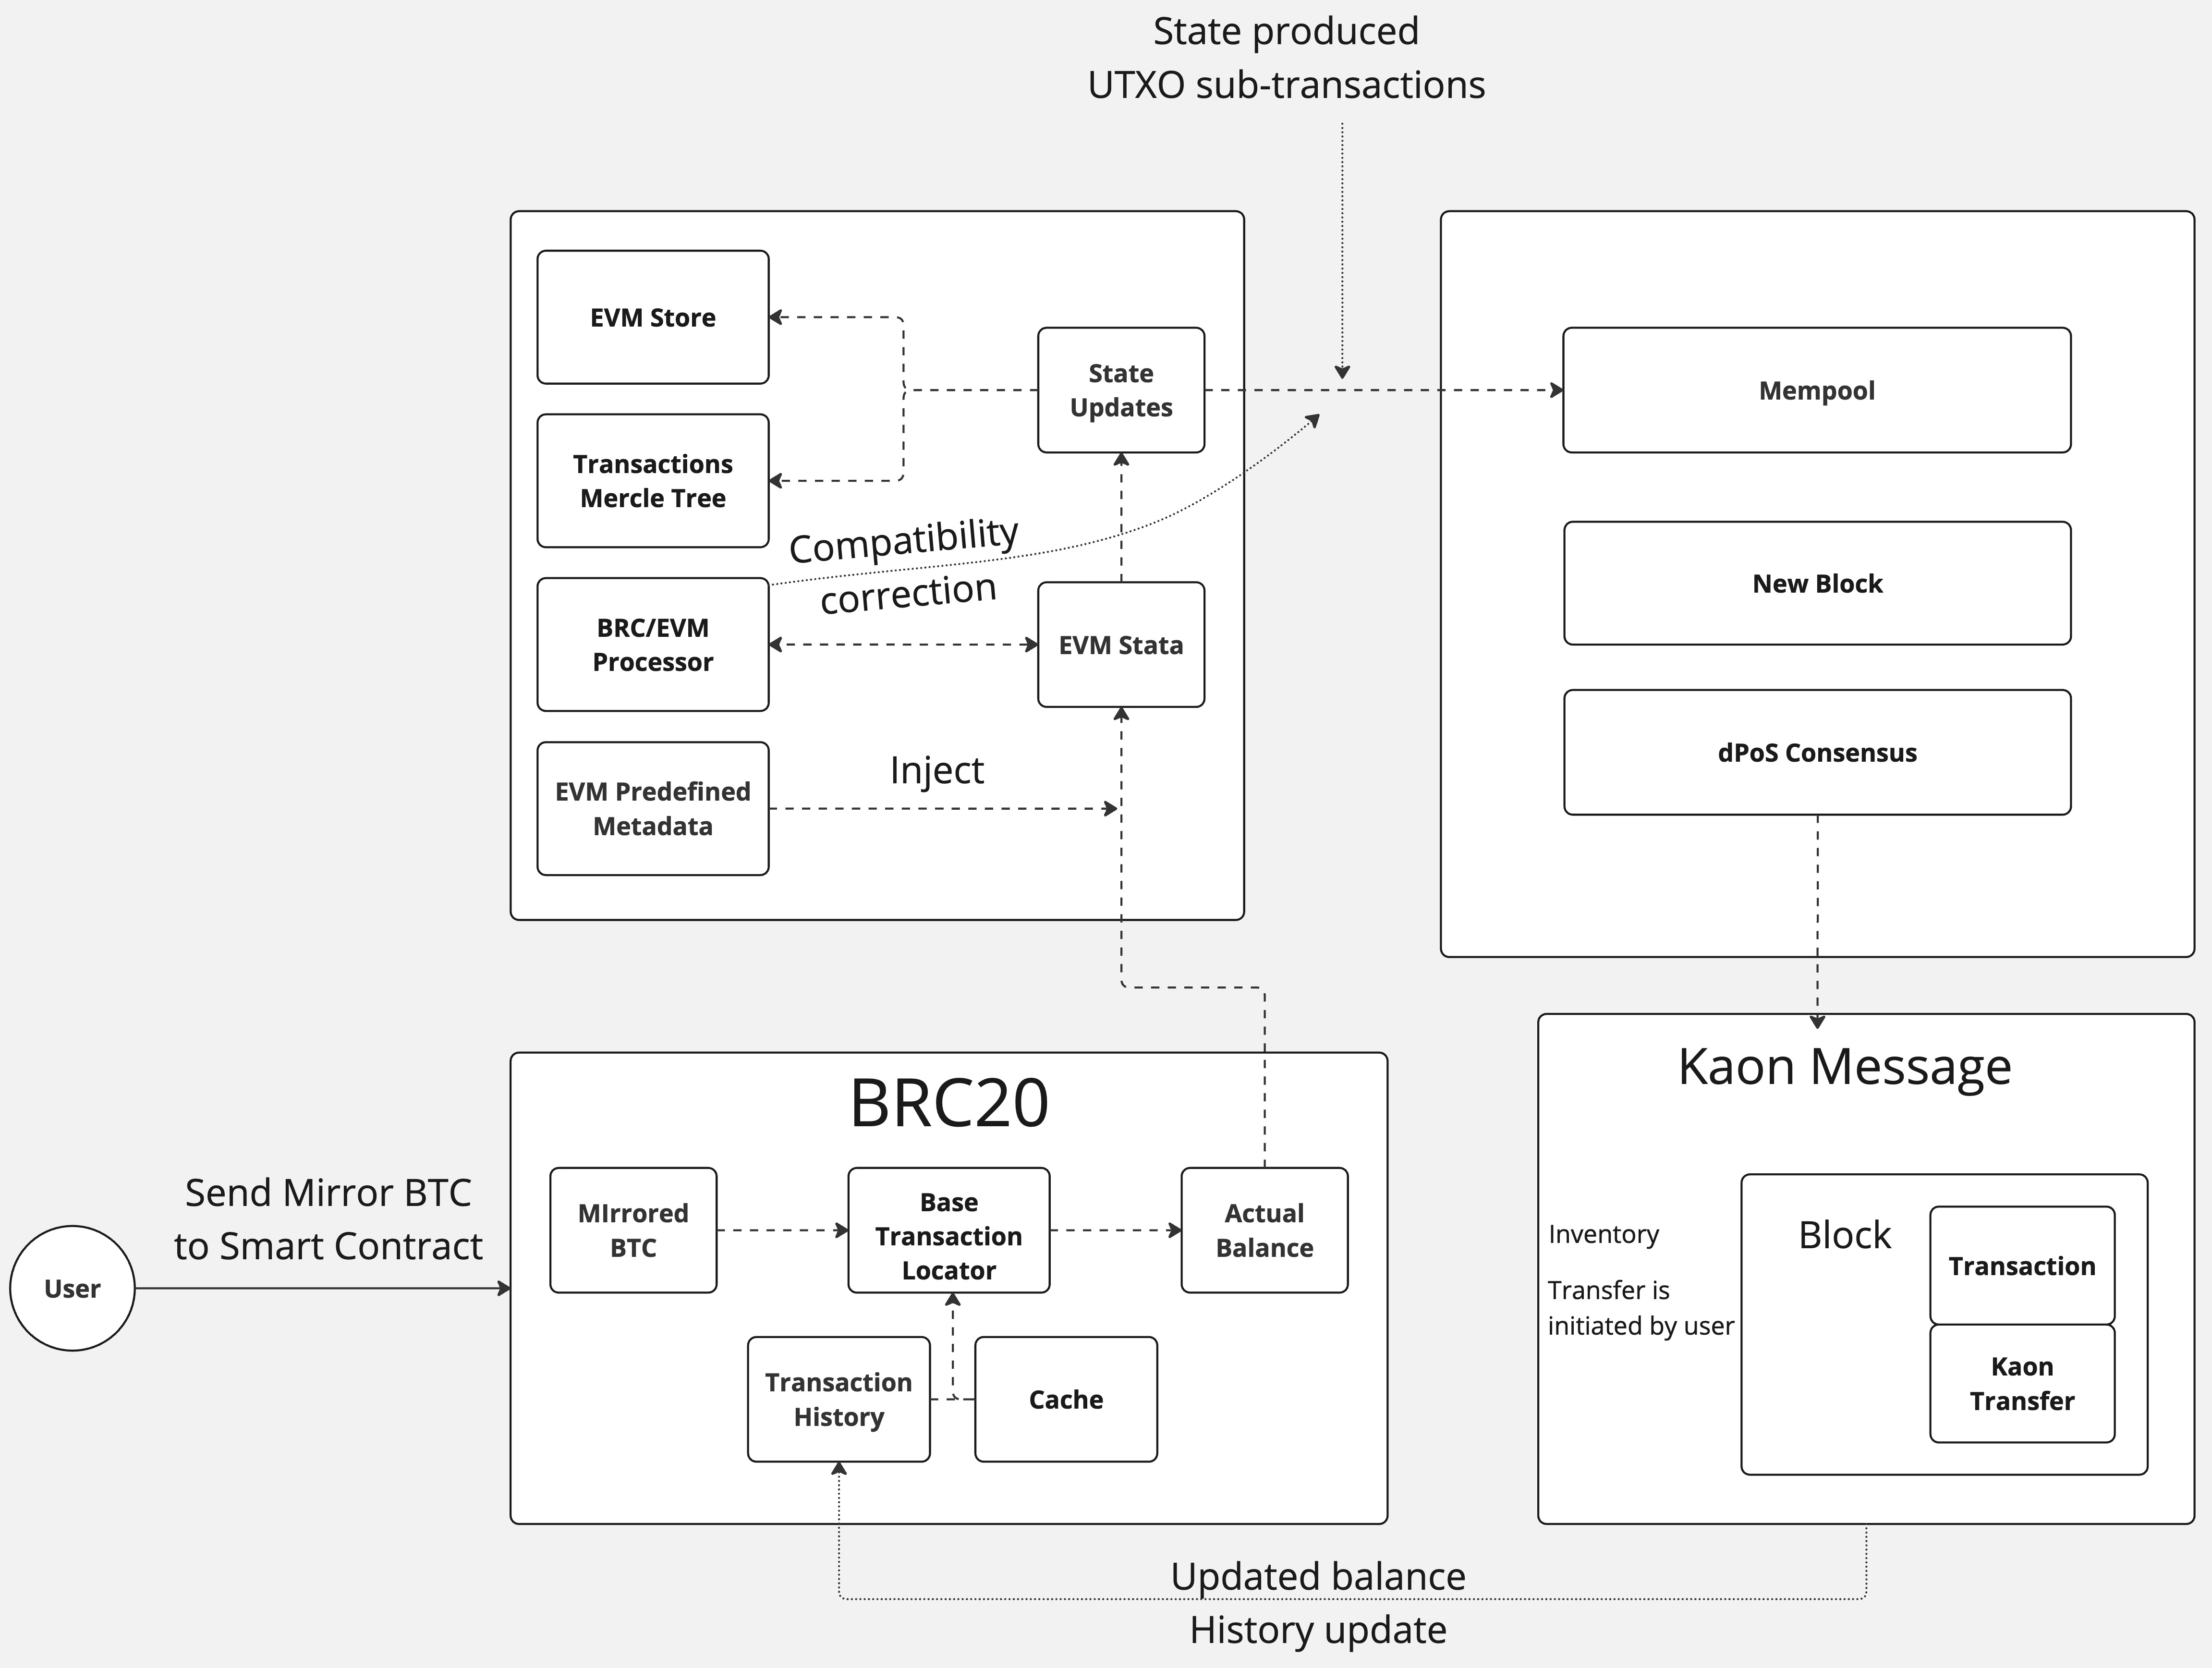 State produced
UTXO sub-transactions
EVM Store
State
Updates
Mempool
Transactions
Mercle Tree
Compatibility
correction
New Block
BRC/EVM
Processor
EVM Stata
dPoS Consensus
Inject
EVM Predefined
Metadata
Kaon Message
BRC20
Send Mirror BTC
to Smart Contract
User
MIrrored
BTC
Base
Transaction
Locator
Actual
Balance
Inventory
Transfer is
initiated by user
Block
Transaction
Kaon
Transfer
Transaction
History
Cache
Updated balance
History update